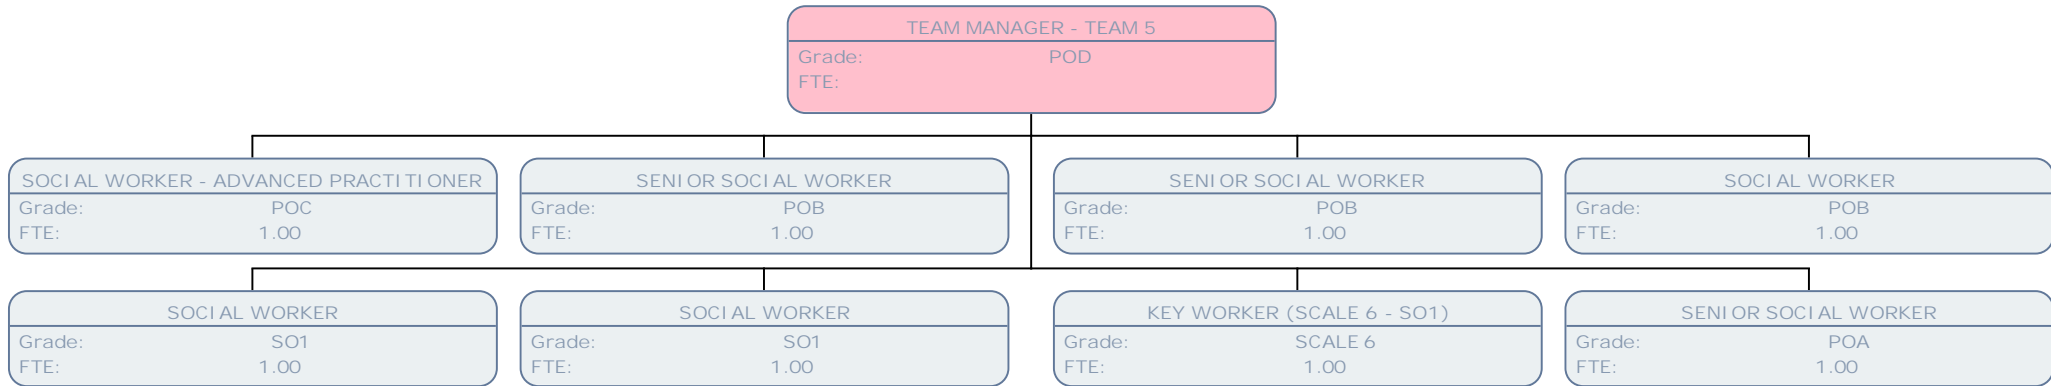 TEAM MANAGER - TEAM 5
Grade: POD
FTE:
SOCIAL WORKER - ADVANCED PRACTITIONER
Grade: POC
FTE: 1.00
SENIOR SOCIAL WORKER
Grade: POB
FTE: 1.00
SENIOR SOCIAL WORKER
Grade: POB
FTE: 1.00
SOCIAL WORKER
Grade: POB
FTE: 1.00
SOCIAL WORKER
Grade: SO1
FTE: 1.00
SOCIAL WORKER
Grade: SO1
FTE: 1.00
KEY WORKER (SCALE 6 - SO1)
Grade: SCALE 6
FTE: 1.00
SENIOR SOCIAL WORKER
Grade: POA
FTE: 1.00